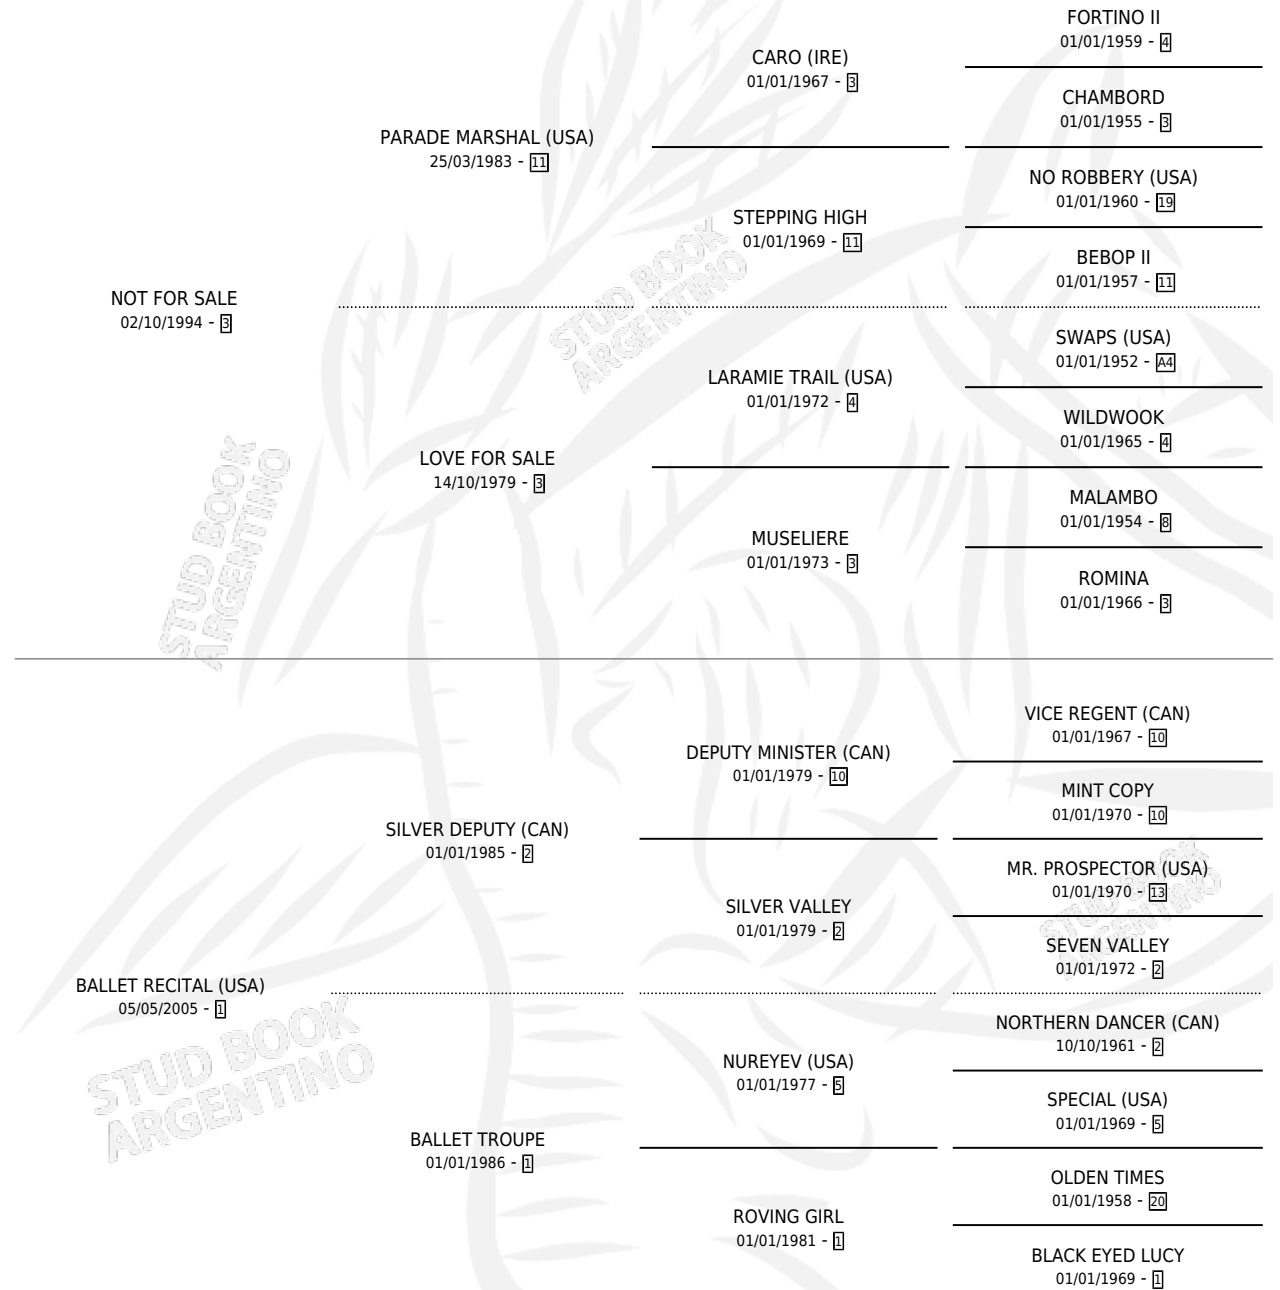 FORTINO II
01/01/1959 - 4
CARO (IRE)
01/01/1967 - 3
CHAMBORD
01/01/1955 - 3
PARADE MARSHAL (USA)
25/03/1983 - 11
NO ROBBERY (USA)
01/01/1960 - 19
STEPPING HIGH
01/01/1969 - 11
BEBOP II
01/01/1957 - 11
NOT FOR SALE
02/10/1994 - 3
SWAPS (USA)
01/01/1952 - A4
LARAMIE TRAIL (USA)
01/01/1972 - 4
WILDWOOK
01/01/1965 - 4
LOVE FOR SALE
14/10/1979 - 3
MALAMBO
01/01/1954 - 8
MUSELIERE
01/01/1973 - 3
ROMINA
01/01/1966 - 3
STUD BOOK
ARGENTINO
STUD BOOK
ARGENTINO
VICE REGENT (CAN)
01/01/1967 - 10
DEPUTY MINISTER (CAN)
01/01/1979 - 10
MINT COPY
01/01/1970 - 10
SILVER DEPUTY (CAN)
01/01/1985 - 2
MR. PROSPECTOR (USA)
01/01/1970 - 13
SILVER VALLEY
01/01/1979 - 2
SEVEN VALLEY
01/01/1972 - 2
BALLET RECITAL (USA)
05/05/2005 - 1
NORTHERN DANCER (CAN)
10/10/1961 - 2
NUREYEV (USA)
01/01/1977 - 5
SPECIAL (USA)
01/01/1969 - 5
BALLET TROUPE
01/01/1986 - 1
OLDEN TIMES
01/01/1958 - 20
ROVING GIRL
01/01/1981 - 1
BLACK EYED LUCY
01/01/1969 - 1
STUD BOOK
ARGENTINO
STUD BOOK
ARGENTINO